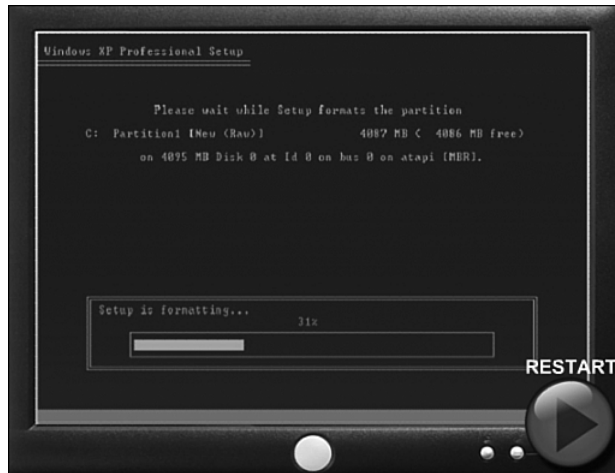 Windows XP Professional Setup
Please wait while Setup formats the partition
C: Partition1 [New (Raw)] 4087 MB ( 4086 MB free)
on 4095 MB Disk 0 at Id 0 on bus 0 on atapi [MBR].
Setup is formatting...
31%
RESTART